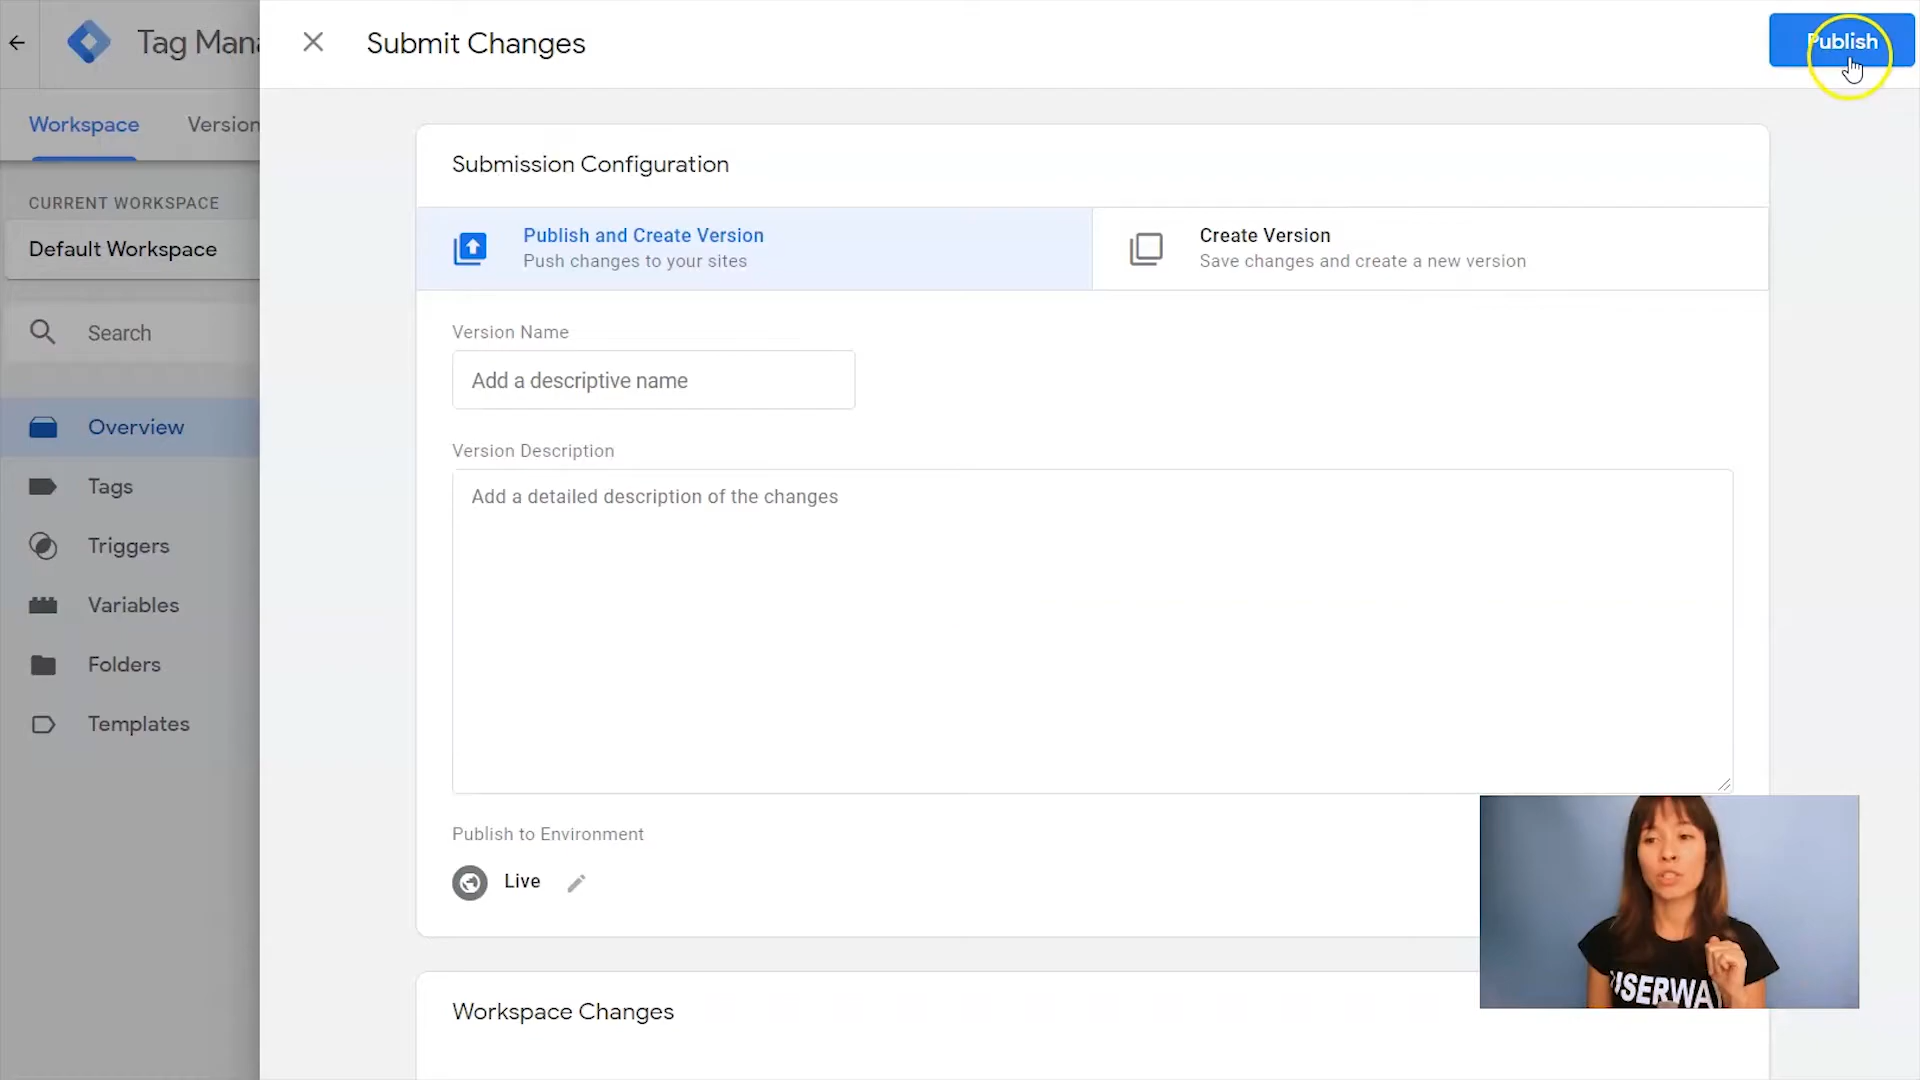 Tag Mana
Submit Changes
Publish
Workspace
Version
CURRENT WORKSPACE
Default Workspace
Search
Overview
Tags
Triggers
Variables
Folders
Templates
Submission Configuration
Publish and Create Version
Push changes to your sites
Create Version
Save changes and create a new version
Version Name
Add a descriptive name
Version Description
Add a detailed description of the changes
Publish to Environment
Live
Workspace Changes
USERWA